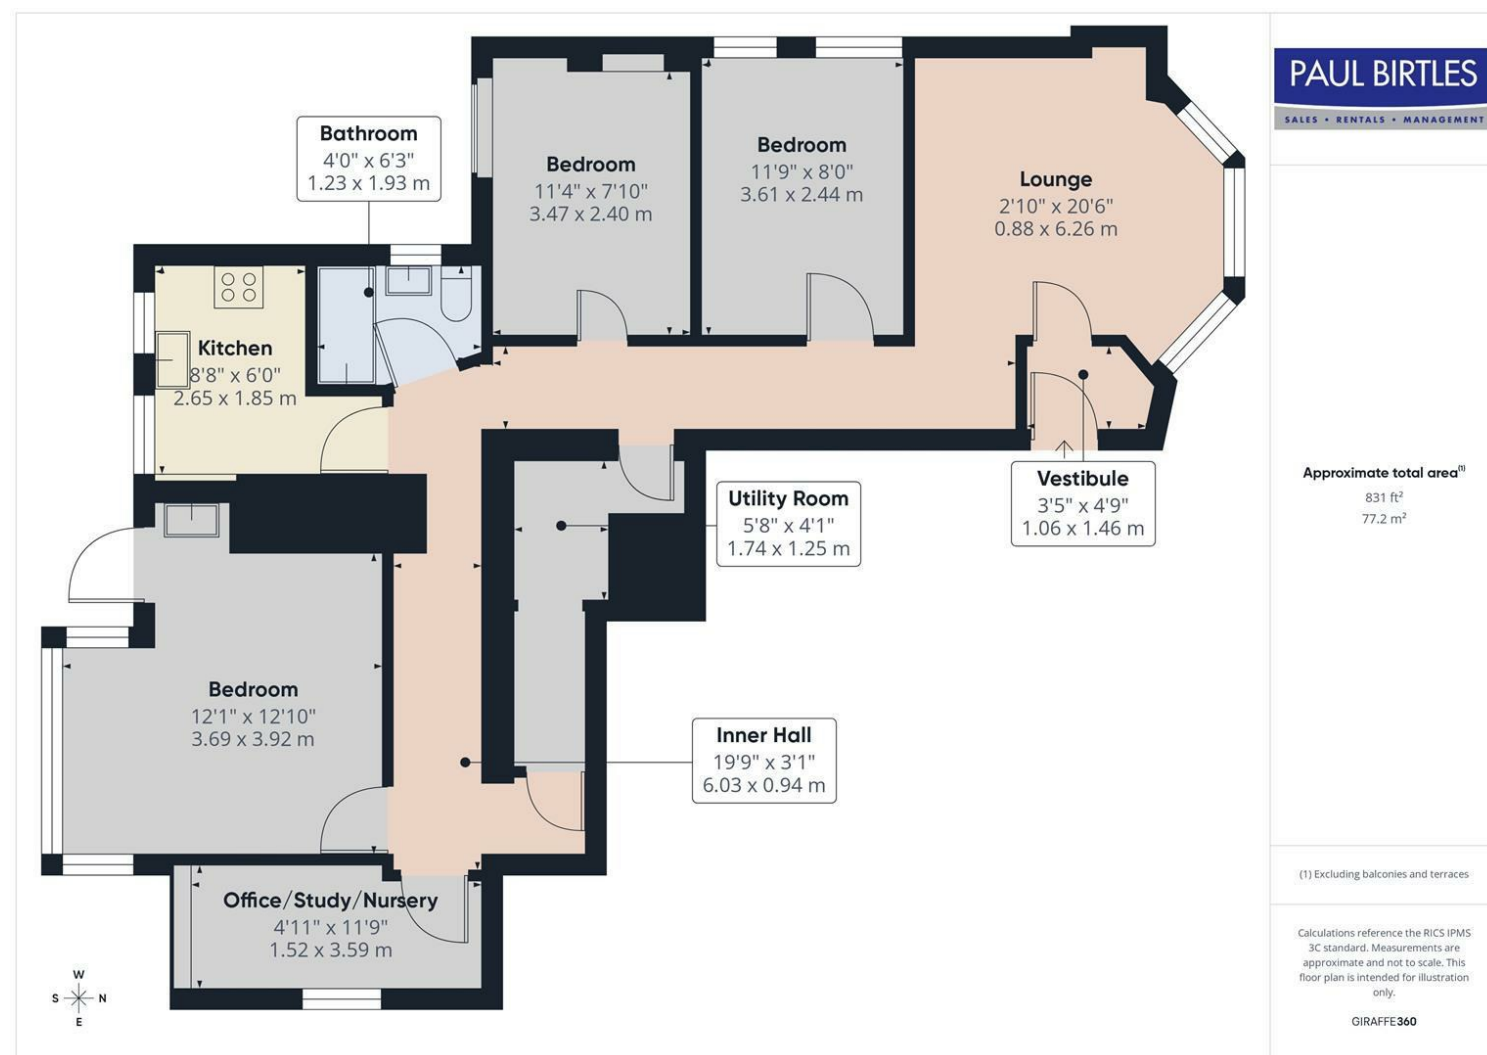 Bathroom
4'0" x 6'3"
1.23 x 1.93 m
Bedroom
11'4" x 7'10"
3.47 x 2.40 m
Bedroom
11'9" x 8'0"
3.61 x 2.44 m
Lounge
2'10" x 20'6"
0.88 x 6.26 m
Kitchen
8'8" x 6'0"
2.65 x 1.85 m
Utility Room
5'8" x 4'1"
1.74 x 1.25 m
Vestibule
3'5" x 4'9"
1.06 x 1.46 m
Bedroom
12'1" x 12'10"
3.69 x 3.92 m
Inner Hall
19'9" x 3'1"
6.03 x 0.94 m
Office/Study/Nursery
4'11" x 11'9"
1.52 x 3.59 m
W
S N
E
PAUL BIRTLES
SALES • RENTALS • MANAGEMENT
Approximate total area(1)
831 ft²
77.2 m²
(1) Excluding balconies and terraces
Calculations reference the RICS IPMS
3C standard. Measurements are
approximate and not to scale. This
floor plan is intended for illustration
only.
GIRAFFE360